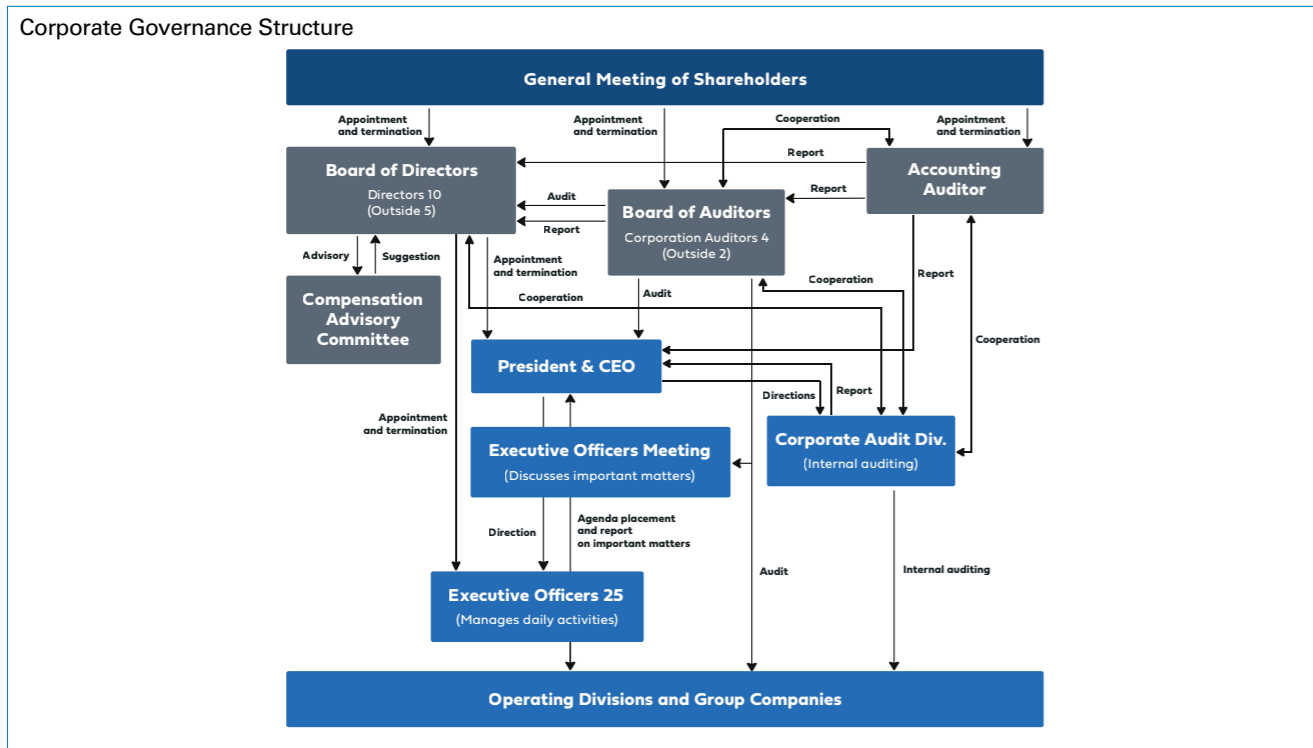 Corporate Governance Structure
General Meeting of Shareholders
Appointment
and termination
Appointment
and termination
Cooperation
Appointment
and termination
Report
Board of Directors
Directors 10
(Outside 5)
Accounting
Auditor
Audit
Report
Report
Board of Auditors
Corporation Auditors 4
(Outside 2)
Advisory
Suggestion
Appointment
and termination
Cooperation
Audit
Cooperation
Report
Compensation
Advisory
Committee
Cooperation
President & CEO
Directions
Report
Appointment
and termination
Executive Officers Meeting
(Discusses important matters)
Corporate Audit Div.
(Internal auditing)
Direction
Agenda placement
and report
on important matters
Audit
Internal auditing
Executive Officers 25
(Manages daily activities)
Operating Divisions and Group Companies